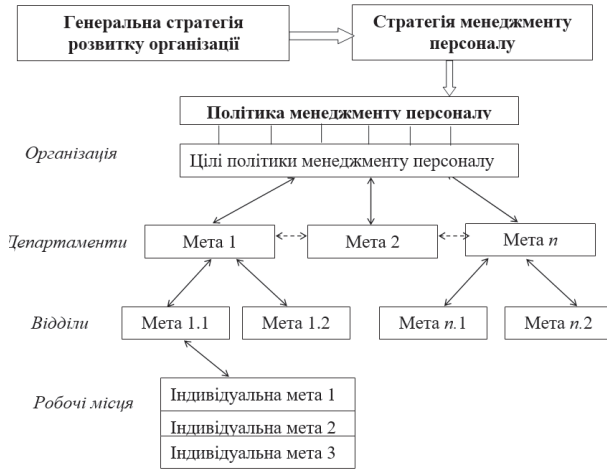 Генеральна стратегія
розвитку організації
Стратегія менеджменту
персоналу
Політика менеджменту персоналу
Організація
Цілі політики менеджменту персоналу
Департаменти
Мета 1
Мета 2
Мета n
Відділи
Мета 1.1
Мета 1.2
Мета n.1
Мета n.2
Робочі місця
Індивідуальна мета 1
Індивідуальна мета 2
Індивідуальна мета 3